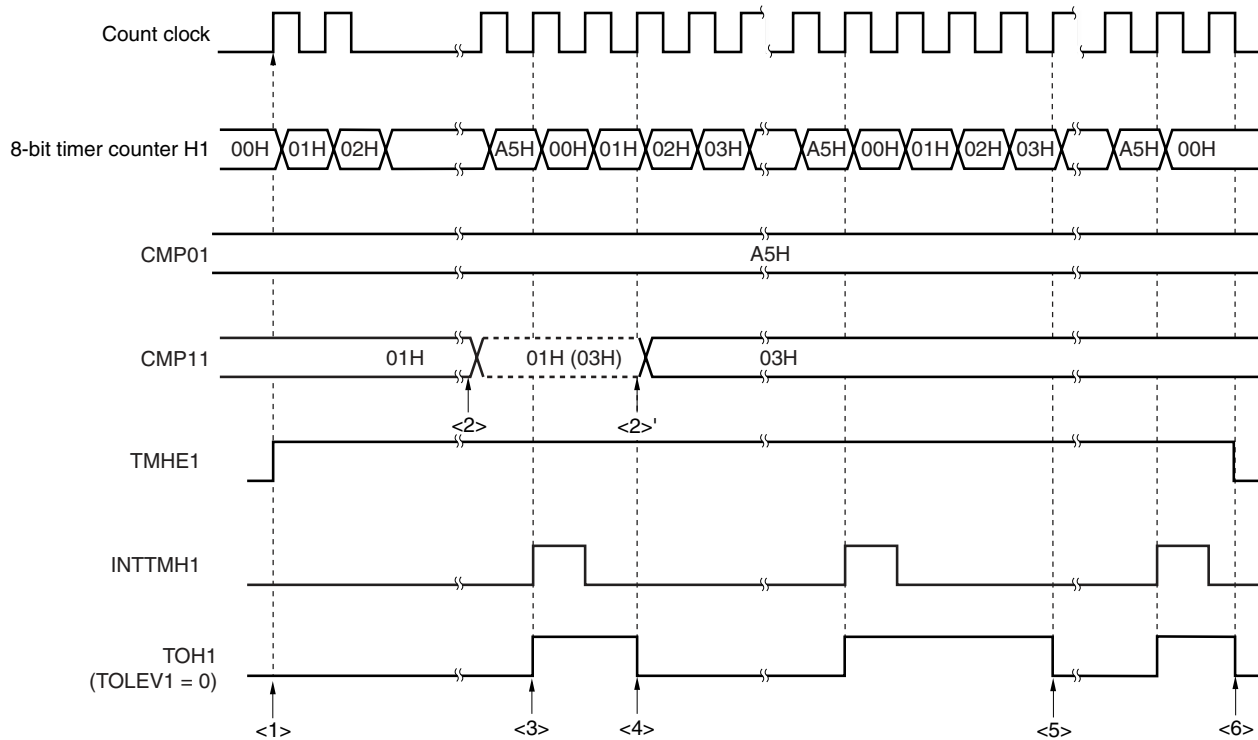 Count clock
8-bit timer counter H1
00H 01H 02H A5H 00H 01H 02H 03H A5H 00H 01H 02H 03H A5H 00H
CMP01
A5H
CMP11
01H
01H (03H)
03H
<2>
<2>'
TMHE1
INTTMH1
TOH1
(TOLEV1 = 0)
<1>
<3>
<4>
<5>
<6>